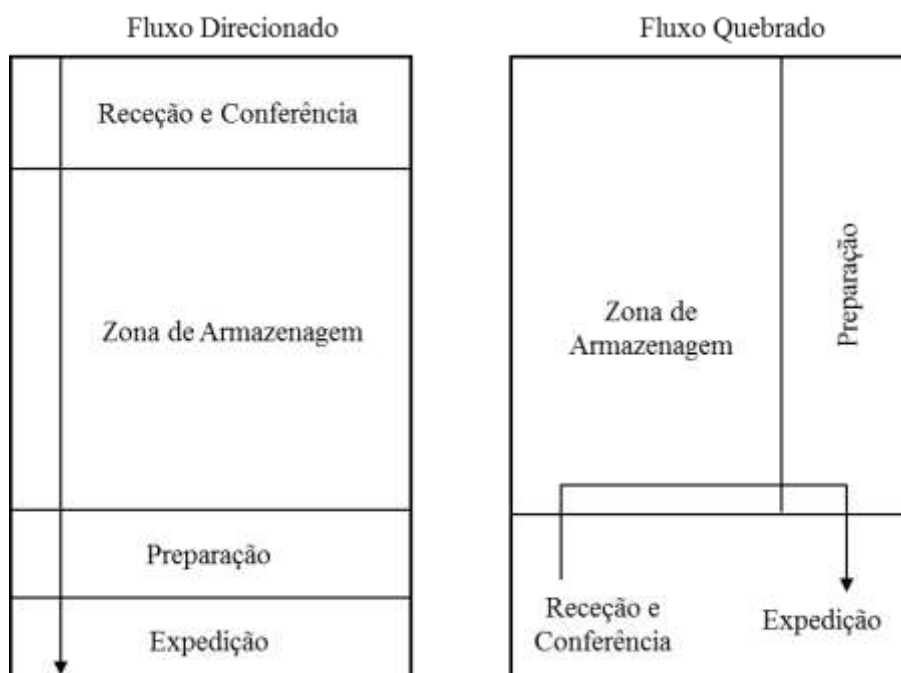 Fluxo Direcionado
Receção e Conferência
Zona de Armazenagem
Preparação
Expedição
Fluxo Quebrado
Zona de
Armazenagem
Preparação
Receção e
Conferência
Expedição